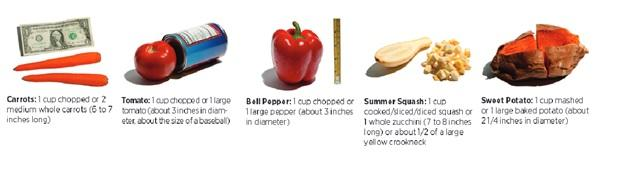 Carrots: 1 cup chopped or 2
medium whole carrots (6 to 7
inches long)
Tomato: 1 cup chopped or 1 large
tomato (about 3 inches in diam-
eter, about the size of a baseball)
Bell Pepper: 1 cup chopped or
1 large pepper (about 3 inches
in diameter)
Summer Squash: 1 cup
cooked/sliced/diced squash or
1 whole zucchini (7 to 8 inches
long) or about 1/2 of a large
yellow crookneck
Sweet Potato: 1 cup mashed
or 1 large baked potato (about
2 1/4 inches in diameter)